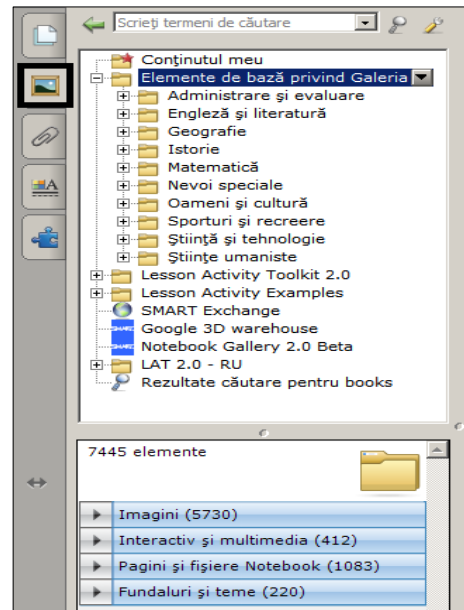 Scrieţi termeni de căutare
Conţinutul meu
Elemente de bază privind Galeria
Administrare şi evaluare
Engleză şi literatură
Geografie
Istorie
Matematică
Nevoi speciale
Oameni şi cultură
Sporturi şi recreere
Ştiinţă şi tehnologie
Ştiinţe umaniste
Lesson Activity Toolkit 2.0
Lesson Activity Examples
SMART Exchange
Google 3D warehouse
Notebook Gallery 2.0 Beta
LAT 2.0 - RU
Rezultate căutare pentru books
7445 elemente
Imagini (5730)
Interactiv şi multimedia (412)
Pagini şi fişiere Notebook (1083)
Fundaluri şi teme (220)